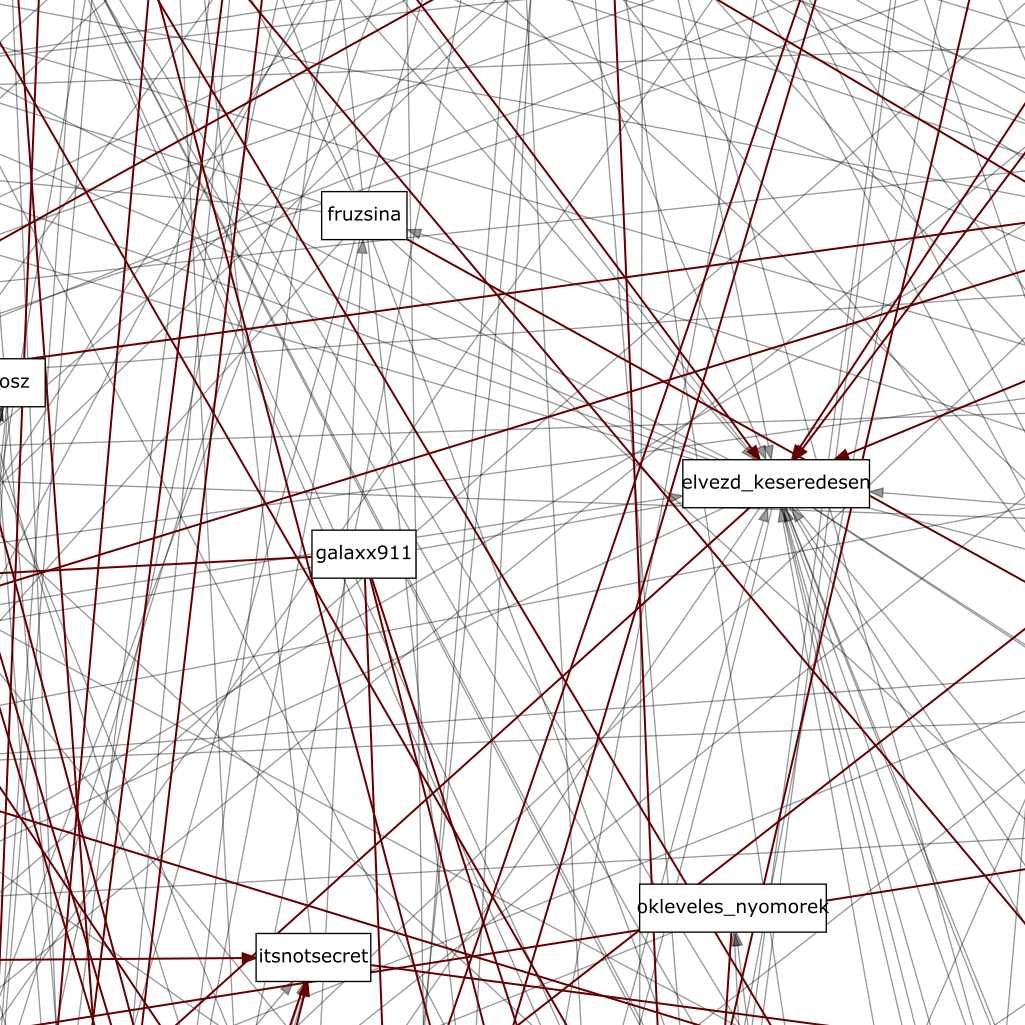 fruzsina
osz
elvezd_keseredesen
galaxx911
okleveles_nyomorek
itsnotsecret